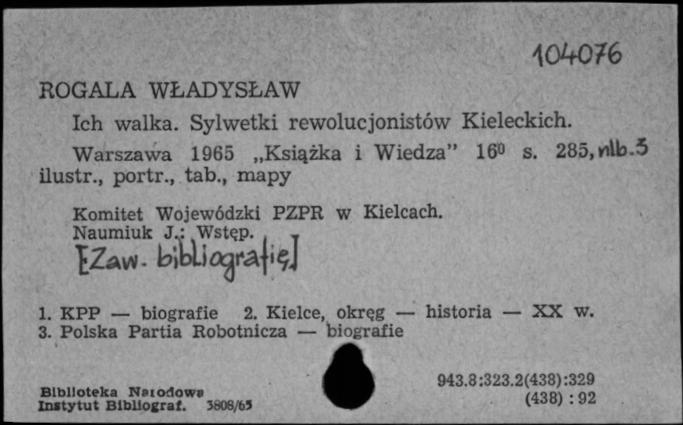 104076
ROGALA WŁADYSŁAW
Ich walka. Sylwetki rewolucjonistów Kieleckich.
Warszawa 1965 „Książka i Wiedza” 16⁰ s. 285, nlb. 3
ilustr., portr., tab., mapy
Komitet Wojewódzki PZPR w Kielcach.
Naumiuk J.: Wstęp.
[Zaw. bibliografię]
1. KPP — biografie 2. Kielce, okręg — historia — XX w.
3. Polska Partia Robotnicza — biografie
943.8:323.2(438):329
(438) : 92
Biblioteka Narodowa
Instytut Bibliograf. 3808/65